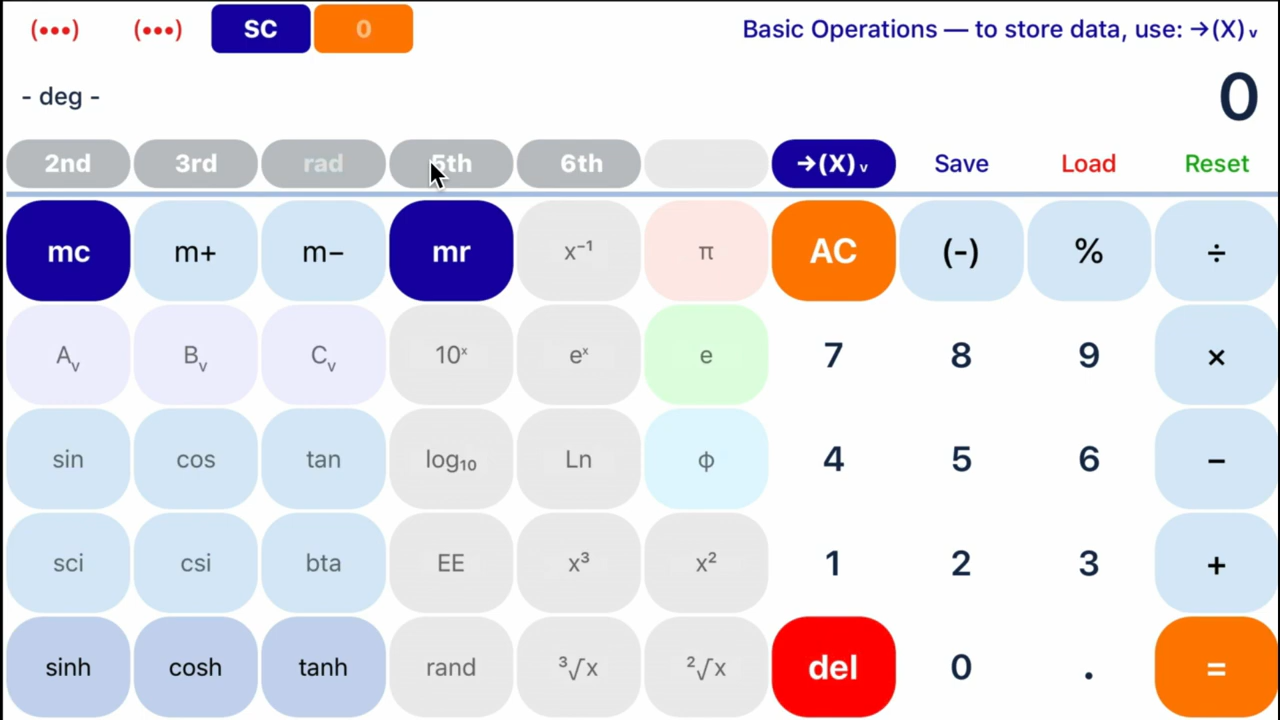 (•••) (•••) SC 0 Basic Operations — to store data, use: →(X) v
- deg - 0
2nd 3rd rad 5th 6th →(X) v Save Load Reset
mc m+ m− mr x⁻¹ π AC (-) % ÷
Aᵥ Bᵥ Cᵥ 10ˣ eˣ e 7 8 9 ×
sin cos tan log₁₀ Ln ϕ 4 5 6 −
sci csi bta EE x³ x² 1 2 3 +
sinh cosh tanh rand ³√x ²√x del 0 . =